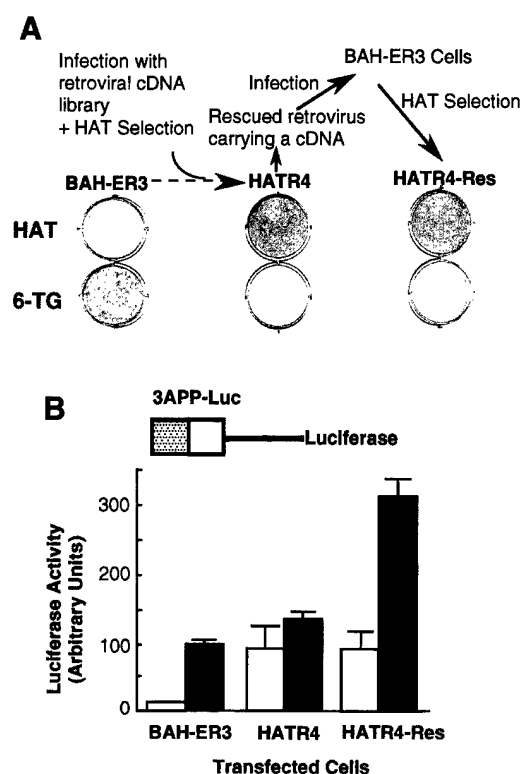 A
Infection with
retroviral cDNA
library
+ HAT Selection
Infection
BAH-ER3 Cells
HAT Selection
Rescued retrovirus
carrying a cDNA
BAH-ER3
HATR4
HATR4-Res
HAT
6-TG
B
3APP-Luc
Luciferase
Luciferase Activity
(Arbitrary Units)
300
200
100
0
BAH-ER3
HATR4
HATR4-Res
Transfected Cells